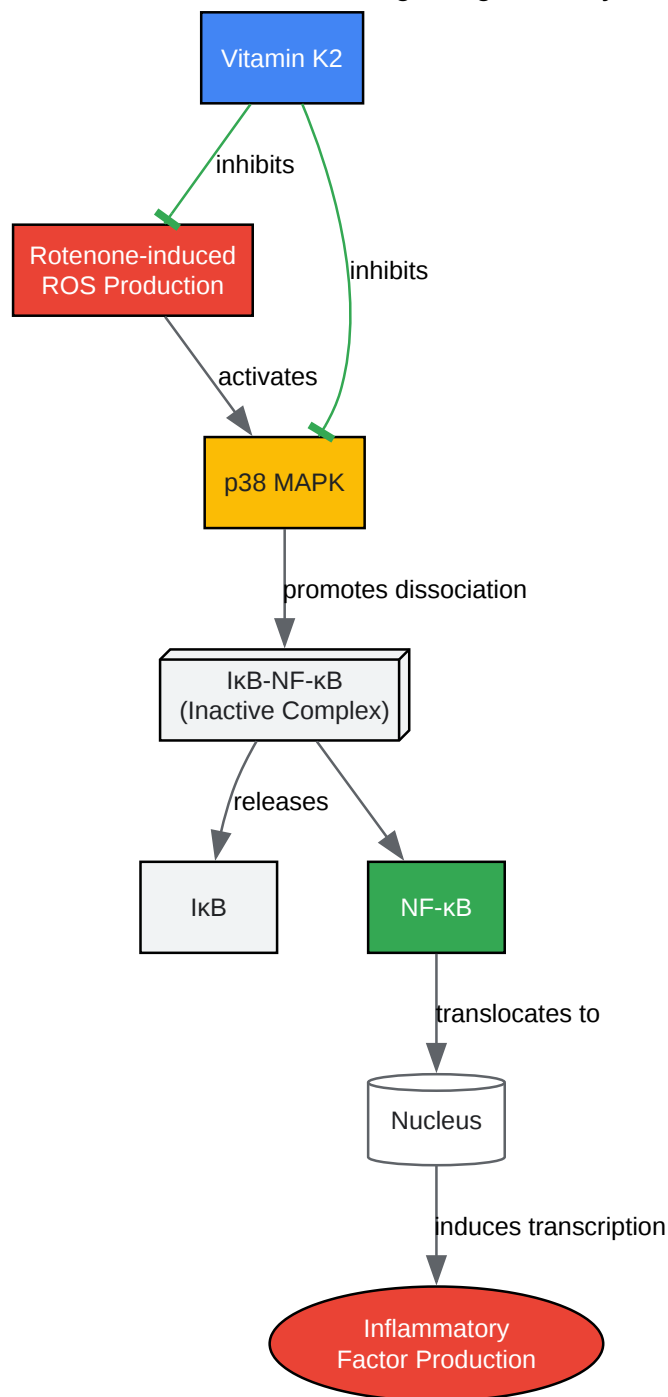 Vitamin K2
inhibits
Rotenone-induced
ROS Production
inhibits
activates
p38 MAPK
promotes dissociation
IκB-NF-κB
(Inactive Complex)
releases
IκB
NF-κB
translocates to
Nucleus
induces transcription
Inflammatory
Factor Production